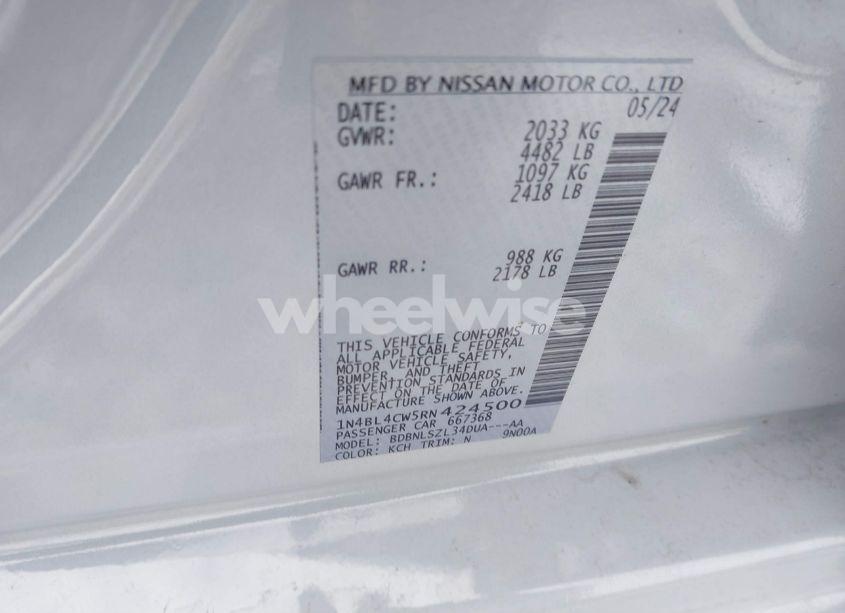 MFD BY NISSAN MOTOR CO., LTD
DATE: 05/24
GVWR: 2033 KG
4482 LB
GAWR FR.: 1097 KG
2418 LB
GAWR RR.: 988 KG
2178 LB
wheelwise
THIS VEHICLE CONFORMS TO
ALL APPLICABLE FEDERAL
MOTOR VEHICLE SAFETY,
BUMPER, AND THEFT
PREVENTION STANDARDS IN
EFFECT ON THE DATE OF
MANUFACTURE SHOWN ABOVE.
1N4BL4CW5RN424500
PASSENGER CAR 667368
MODEL: BDBNLSZL34DUA---AA
COLOR: KCH TRIM: N 9N00A